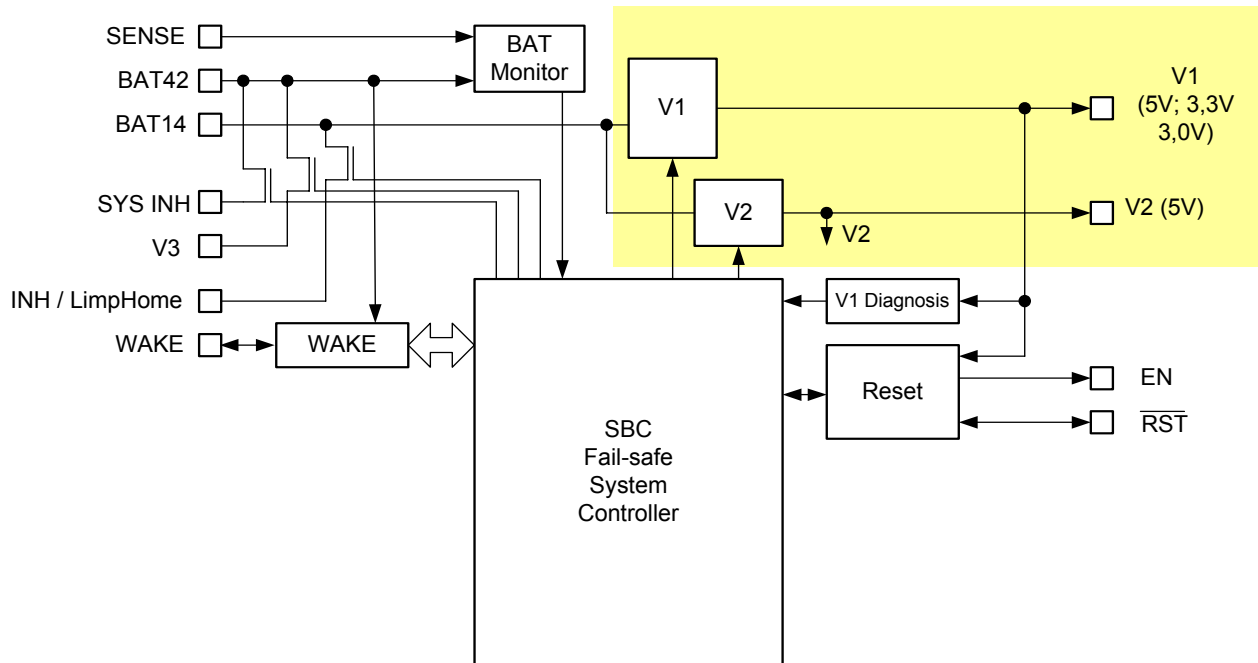 SENSE
BAT42
BAT14
SYS INH
V3
INH / LimpHome
WAKE
BAT
Monitor
WAKE
V1
V2
V2
V1
(5V; 3,3V
3,0V)
V2 (5V)
V1 Diagnosis
Reset
EN
RST
SBC
Fail-safe
System
Controller